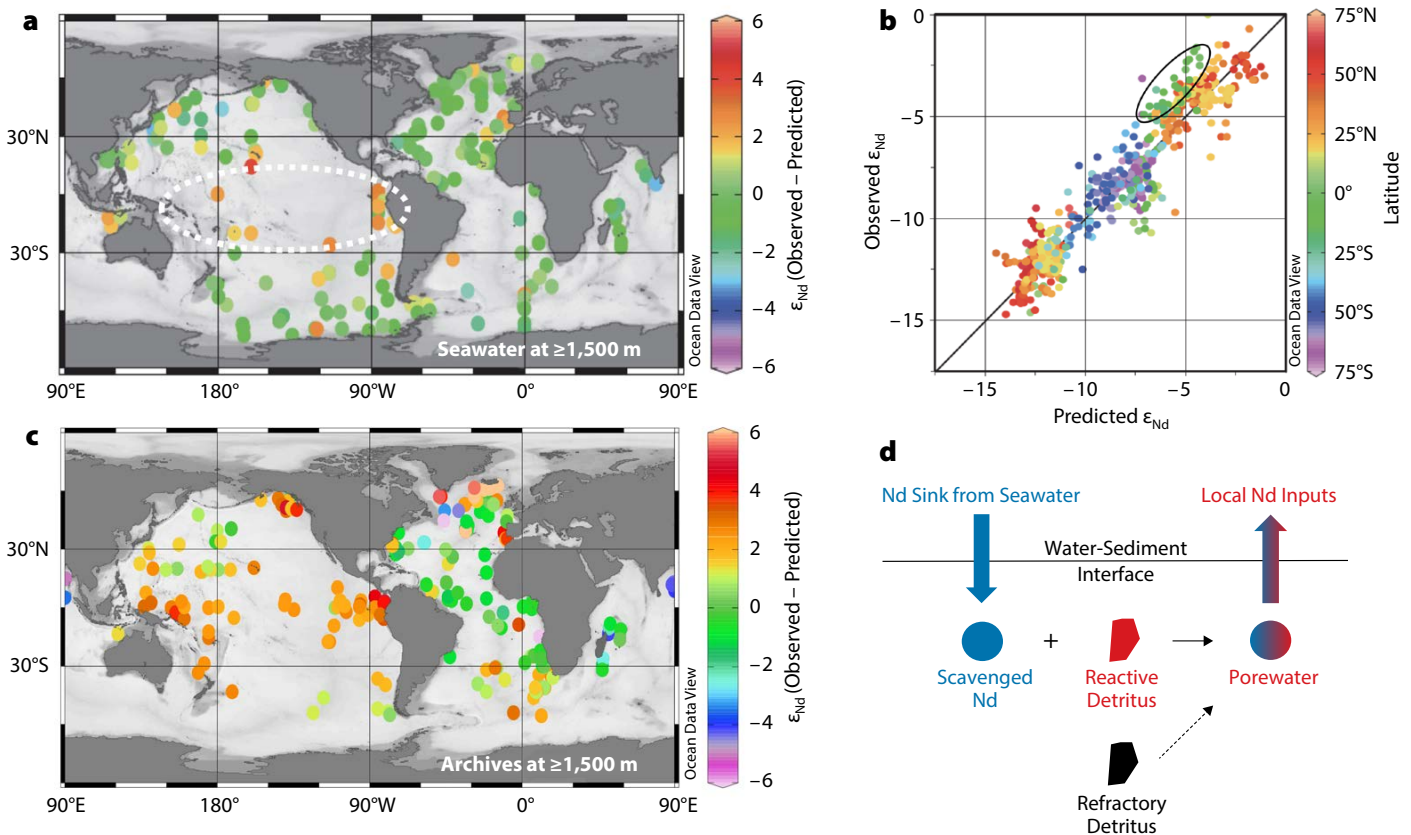 a
30°N
30°S
90°E
180°
90°W
0°
90°E
Seawater at ≥1,500 m
Ocean Data View
6
4
2
0
−2
−4
−6
εNd (Observed – Predicted)
b
0
−5
−10
−15
Observed εNd
−15
−10
−5
0
Predicted εNd
Ocean Data View
75°N
50°N
25°N
0°
25°S
50°S
75°S
Latitude
c
30°N
30°S
90°E
180°
90°W
0°
90°E
Archives at ≥1,500 m
Ocean Data View
6
4
2
0
−2
−4
−6
εNd (Observed – Predicted)
d
Nd Sink from Seawater
Local Nd Inputs
Water-Sediment
Interface
+
Scavenged
Nd
Reactive
Detritus
Porewater
Refractory
Detritus